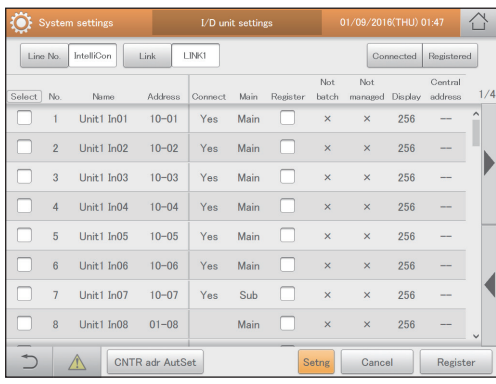 System settings I/D unit settings 01/09/2016(THU) 01:47
Line No. IntelliCon Link LINK1 Connected Registered
Select No. Name Address Connect Main Register Not batch Not managed Display Central address 1/4
1 Unit1 In01 10-01 Yes Main × × 256 --
2 Unit1 In02 10-02 Yes Main × × 256 --
3 Unit1 In03 10-03 Yes Main × × 256 --
4 Unit1 In04 10-04 Yes Main × × 256 --
5 Unit1 In05 10-05 Yes Main × × 256 --
6 Unit1 In06 10-06 Yes Main × × 256 --
7 Unit1 In07 10-07 Yes Sub × × 256 --
8 Unit1 In08 01-08 Main × × 256 --
CNTR adr AutSet Setng Cancel Register